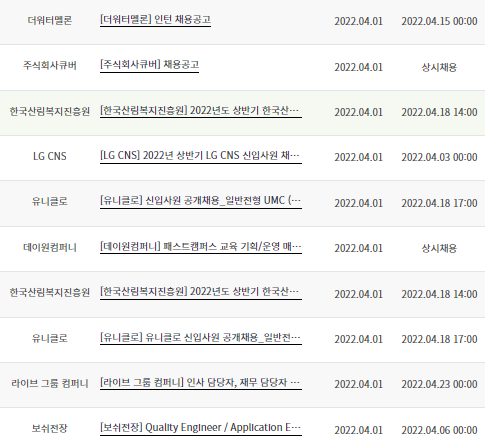 더워터멜론 [더워터멜론] 인턴 채용공고 2022.04.01 2022.04.15 00:00
주식회사큐버 [주식회사큐버] 채용공고 2022.04.01 상시채용
한국산림복지진흥원 [한국산림복지진흥원] 2022년도 상반기 한국산… 2022.04.01 2022.04.18 14:00
LG CNS [LG CNS] 2022년 상반기 LG CNS 신입사원 채… 2022.04.01 2022.04.03 00:00
유니클로 [유니클로] 신입사원 공개채용_일반전형 UMC (… 2022.04.01 2022.04.18 17:00
데이원컴퍼니 [데이원컴퍼니] 패스트캠퍼스 교육 기획/운영 매… 2022.04.01 상시채용
한국산림복지진흥원 [한국산림복지진흥원] 2022년도 상반기 한국산… 2022.04.01 2022.04.18 14:00
유니클로 [유니클로] 유니클로 신입사원 공개채용_일반전… 2022.04.01 2022.04.18 17:00
라이브 그룹 컴퍼니 [라이브 그룹 컴퍼니] 인사 담당자, 재무 담당자 … 2022.04.01 2022.04.23 00:00
보쉬전장 [보쉬전장] Quality Engineer / Application E… 2022.04.01 2022.04.06 00:00